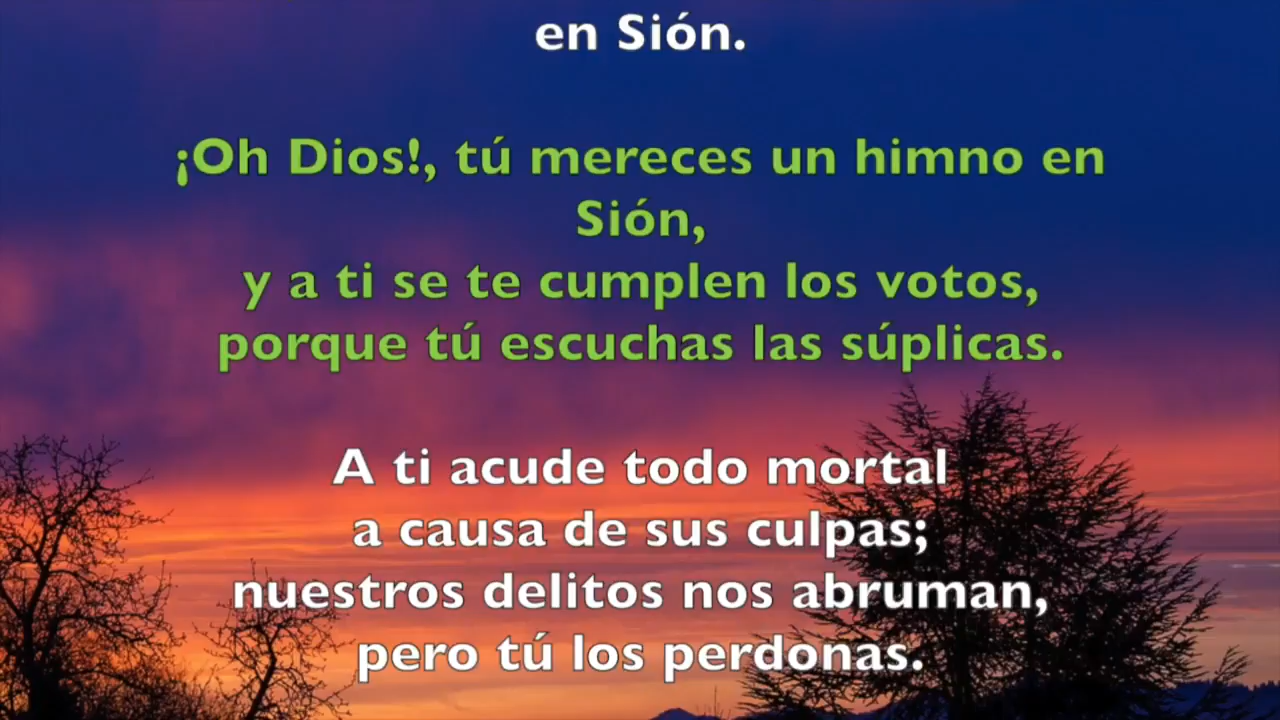 en Sión.
¡Oh Dios!, tú mereces un himno en
Sión,
y a ti se te cumplen los votos,
porque tú escuchas las súplicas.
A ti acude todo mortal
a causa de sus culpas;
nuestros delitos nos abruman,
pero tú los perdonas.